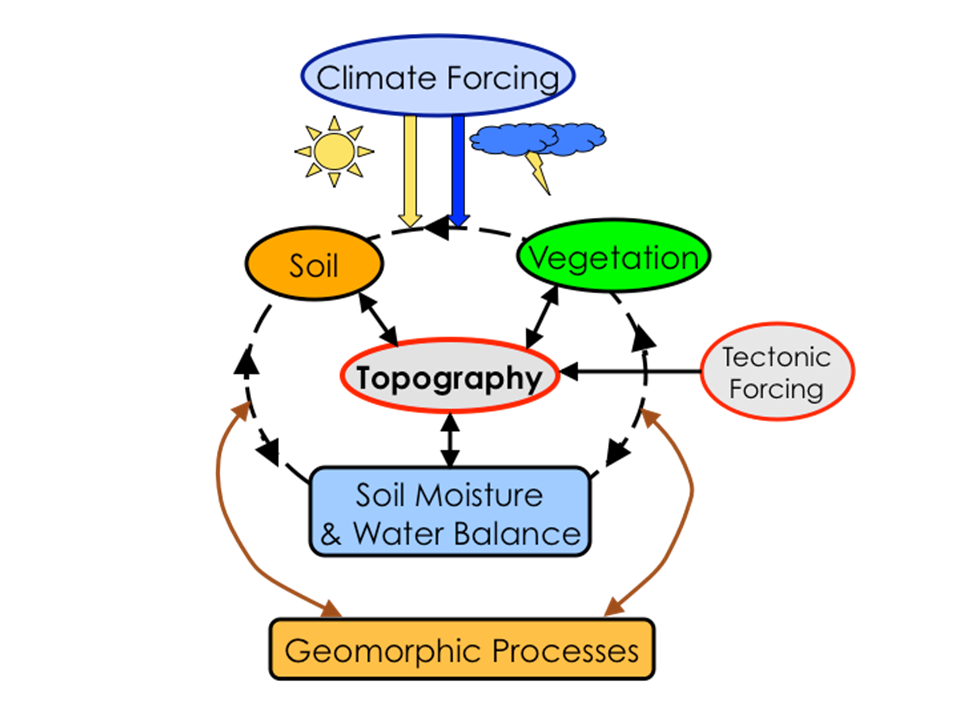 Climate Forcing
Soil
Vegetation
Topography
Tectonic
Forcing
Soil Moisture
& Water Balance
Geomorphic Processes